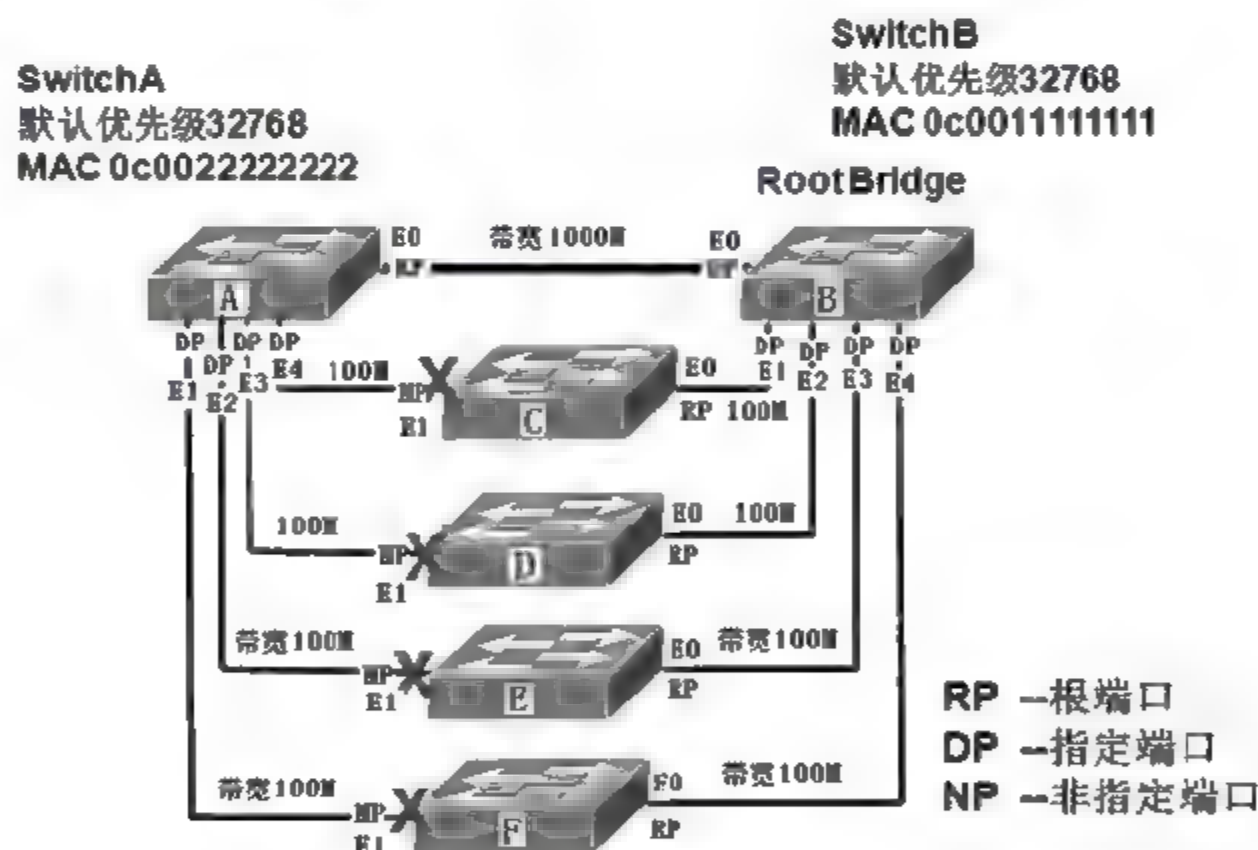 SwitchA
默认优先级32768
MAC 0c0022222222
SwitchB
默认优先级32768
MAC 0c0011111111
RootBridge
E0
RP
带宽1000M
E0
A
B
DP
DP
DP
DP
E1
E2
E3
E4
DP
DP
DP
DP
E1
E2
E3
E4
100M
NP
E1
C
E0
RP 100M
100M
NP
E1
D
E0
100M
RP
带宽100M
NP
E1
E
E0
带宽100M
RP
带宽100M
NP
E1
F
E0
带宽100M
RP
RP －根端口
DP －指定端口
NP －非指定端口